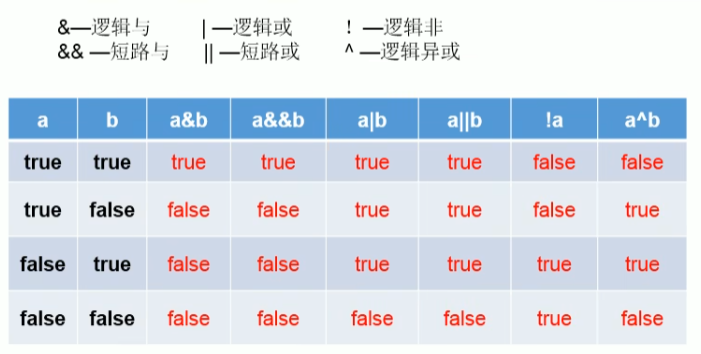 &—逻辑与 |—逻辑或 !—逻辑非
&& —短路与 || —短路或 ^ —逻辑异或
a b a&b a&&b a|b a||b !a a^b
true true true true true true false false
true false false false true true false true
false true false false true true true true
false false false false false false true false